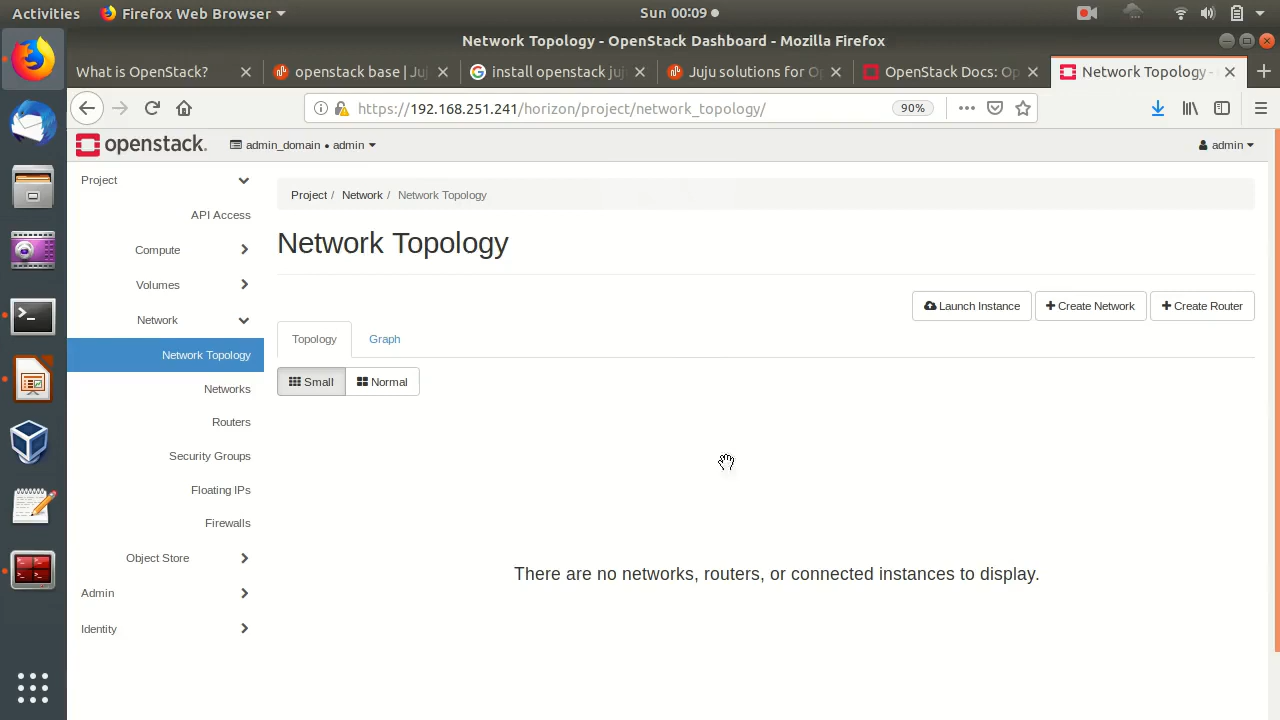 Activities
Firefox Web Browser
Sun 00:09
Network Topology - OpenStack Dashboard - Mozilla Firefox
What is OpenStack?
openstack base | Juj
install openstack juju
Juju solutions for Op
OpenStack Docs: Op
Network Topology -
https://192.168.251.241/horizon/project/network_topology/
90%
openstack.
admin_domain • admin
admin
Project
API Access
Compute
Volumes
Network
Network Topology
Networks
Routers
Security Groups
Floating IPs
Firewalls
Object Store
Admin
Identity
Project / Network / Network Topology
Network Topology
Launch Instance
Create Network
Create Router
Topology
Graph
Small
Normal
There are no networks, routers, or connected instances to display.